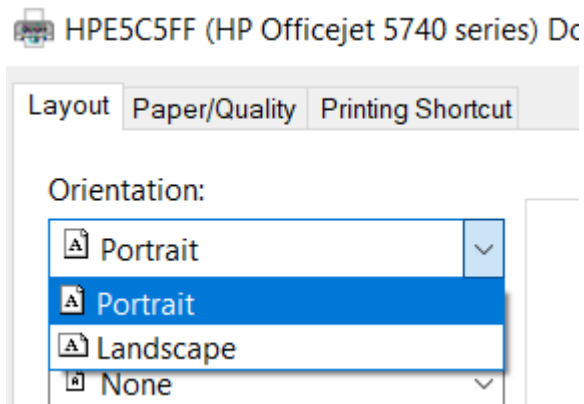 HPE5C5FF (HP Officejet 5740 series) Do
Layout Paper/Quality Printing Shortcut
Orientation:
Portrait
Portrait
Landscape
None